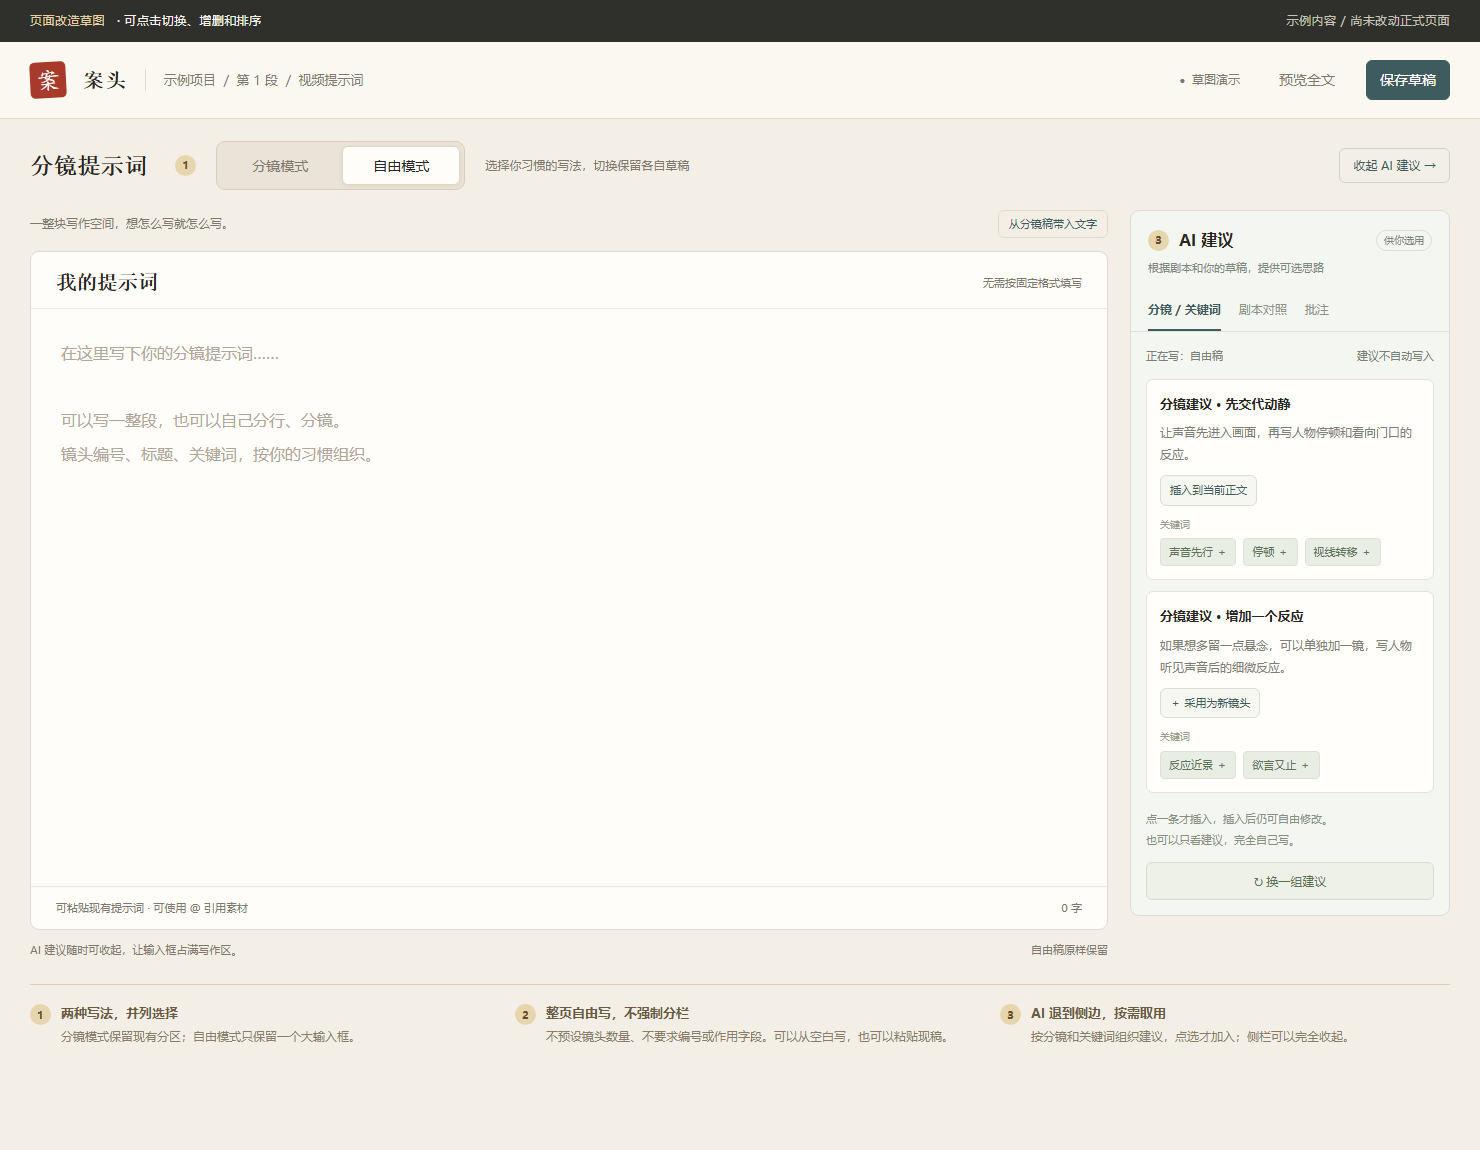 页面改造草图 · 可点击切换、增删和排序
示例内容 / 尚未改动正式页面
案 案头 示例项目 / 第 1 段 / 视频提示词
• 草图演示 预览全文 保存草稿
分镜提示词 1 分镜模式 自由模式 选择你习惯的写法，切换保留各自草稿
收起 AI 建议 →
一整块写作空间，想怎么写就怎么写。
从分镜稿带入文字
我的提示词
无需按固定格式填写
在这里写下你的分镜提示词……
可以写一整段，也可以自己分行、分镜。
镜头编号、标题、关键词，按你的习惯组织。
可粘贴现有提示词 · 可使用 @ 引用素材
0 字
AI 建议随时可收起，让输入框占满写作区。
自由稿原样保留
3 AI 建议 供你选用
根据剧本和你的草稿，提供可选思路
分镜 / 关键词 剧本对照 批注
正在写：自由稿 建议不自动写入
分镜建议 • 先交代动静
让声音先进入画面，再写人物停顿和看向门口的
反应。
插入到当前正文
关键词
声音先行 + 停顿 + 视线转移 +
分镜建议 • 增加一个反应
如果想多留一点悬念，可以单独加一镜，写人物
听见声音后的细微反应。
+ 采用为新镜头
关键词
反应近景 + 欲言又止 +
点一条才插入，插入后仍可自由修改。
也可以只看建议，完全自己写。
↻ 换一组建议
1 两种写法，并列选择
分镜模式保留现有分区；自由模式只保留一个大输入框。
2 整页自由写，不强制分栏
不预设镜头数量、不要求编号或作用字段。可以从空白写，也可以粘贴现稿。
3 AI 退到侧边，按需取用
按分镜和关键词组织建议，点选才加入；侧栏可以完全收起。